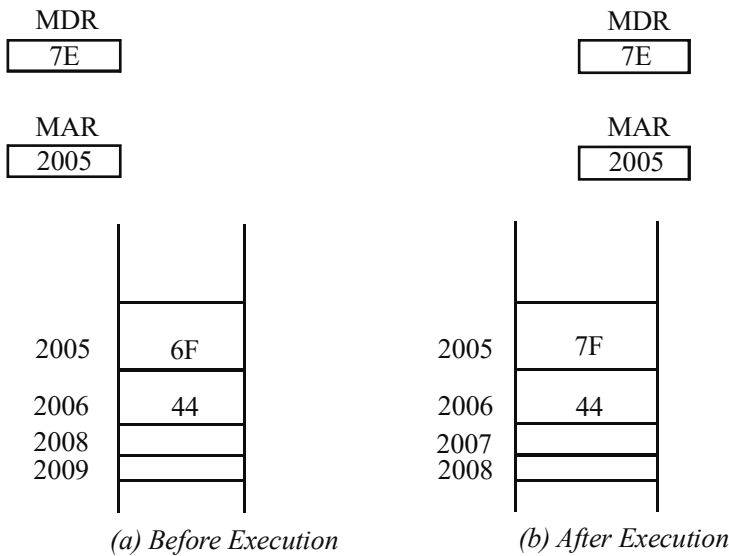 MDR
7E
MAR
2005
2005 6F
2006 44
2008
2009
(a) Before Execution
MDR
7E
MAR
2005
2005 7F
2006 44
2007
2008
(b) After Execution